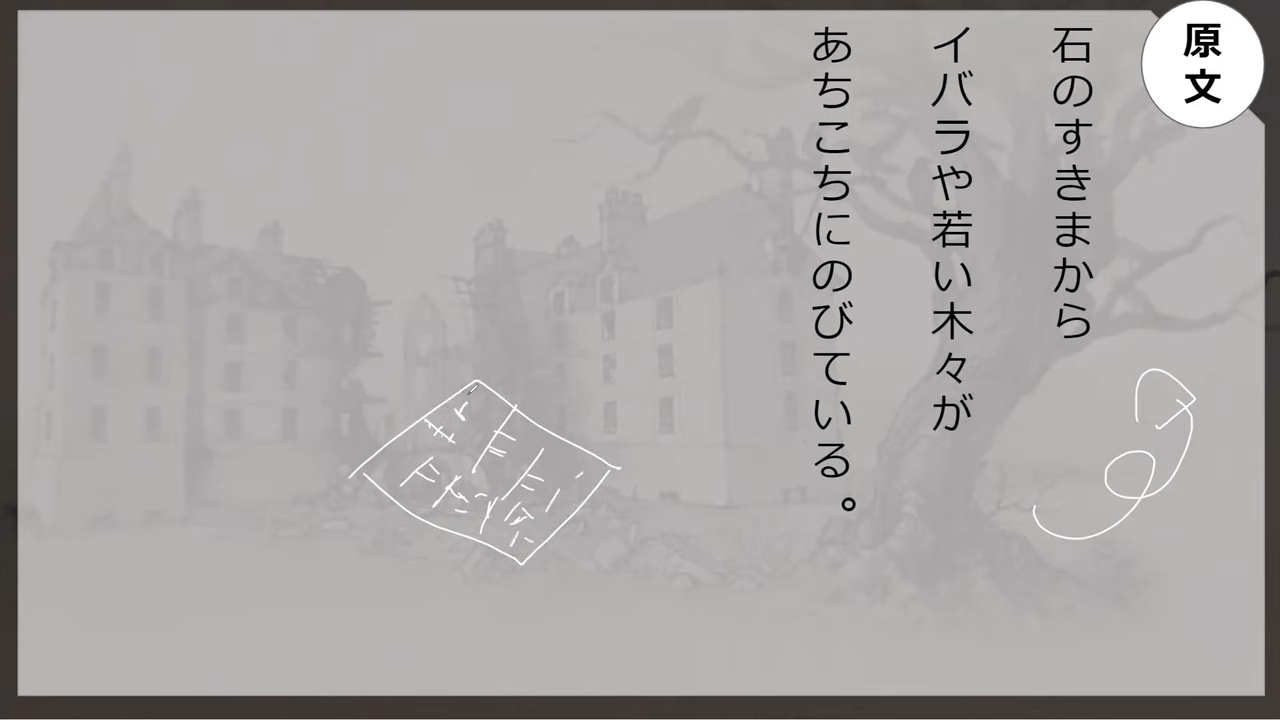 原文
石のすきまから
イバラや若い木々が
あちこちにのびている。